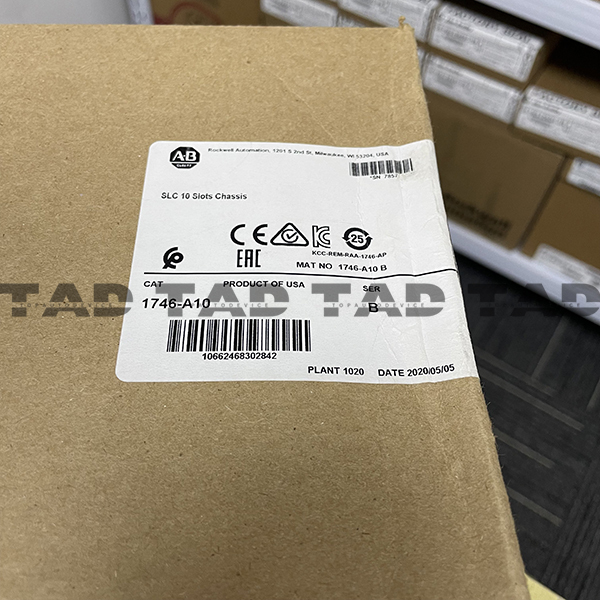 AB
Rockwell Automation, 1201 S 2nd St, Milwaukee, WI 53204, USA
SLC 10 Slots Chassis
CE
25
EAC
KCC-REM-RAA-1746-AP
MAT NO 1746-A10 B
CAT
PRODUCT OF USA
SER
TAD TAD TAD TAD
1746-A10
B
10662468302842
PLANT 1020 DATE 2020/05/05